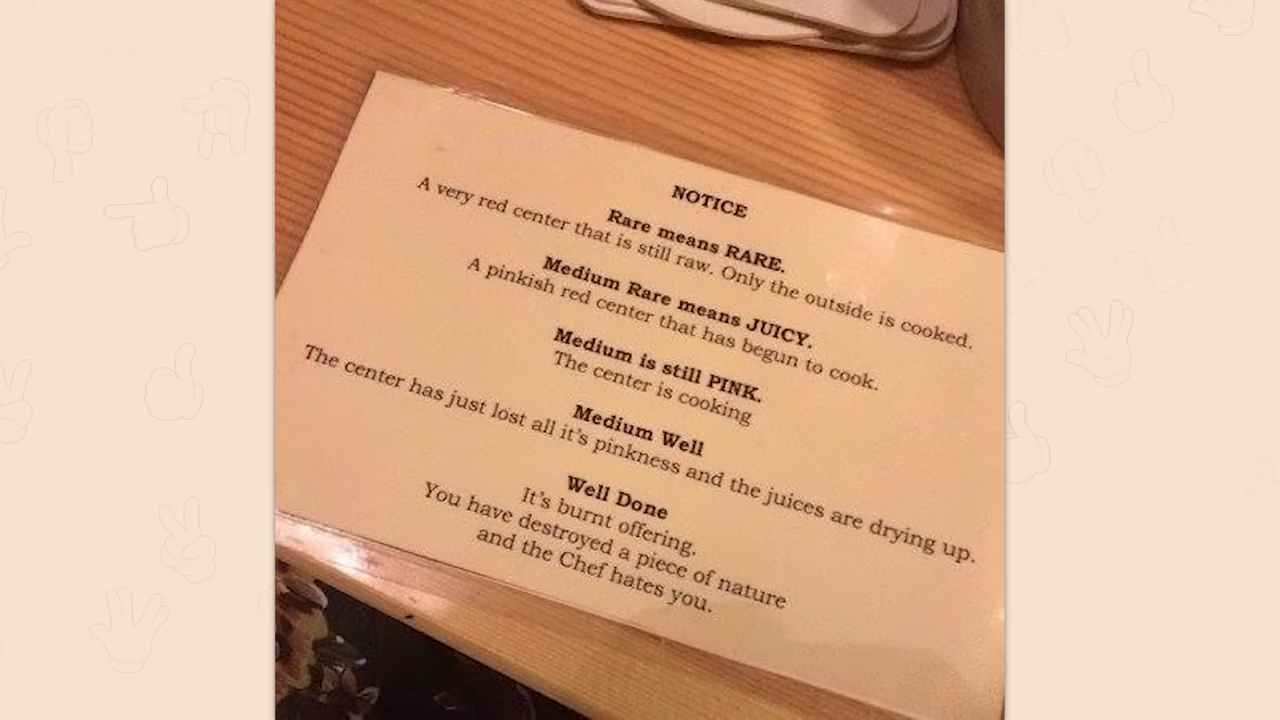 NOTICE
Rare means RARE.
A very red center that is still raw. Only the outside is cooked.
Medium Rare means JUICY.
A pinkish red center that has begun to cook.
Medium is still PINK.
The center is cooking
Medium Well
The center has just lost all it's pinkness and the juices are drying up.
Well Done
It's burnt offering.
You have destroyed a piece of nature
and the Chef hates you.